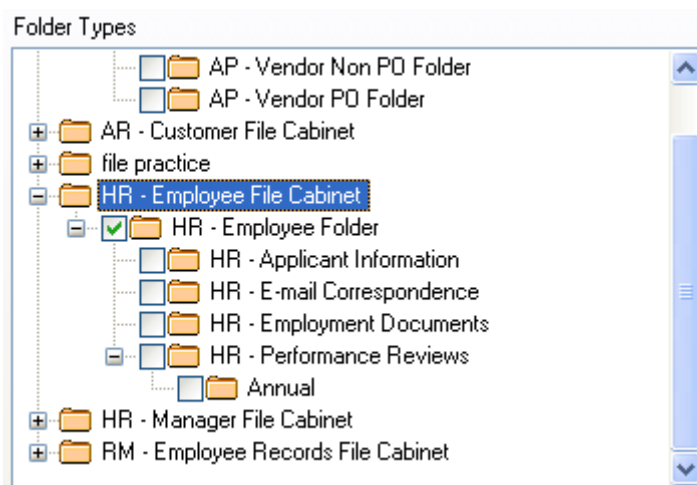 Folder Types
AP - Vendor Non PO Folder
AP - Vendor PO Folder
AR - Customer File Cabinet
file practice
HR - Employee File Cabinet
HR - Employee Folder
HR - Applicant Information
HR - E-mail Correspondence
HR - Employment Documents
HR - Performance Reviews
Annual
HR - Manager File Cabinet
RM - Employee Records File Cabinet